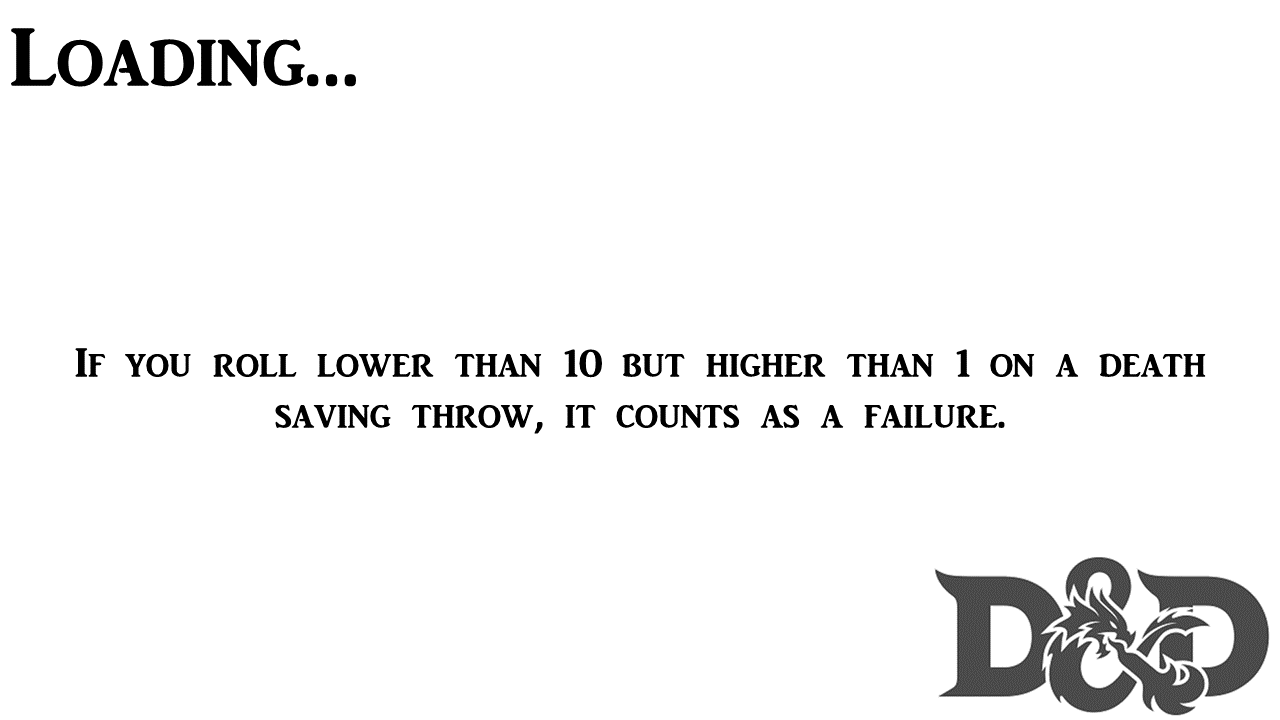 Loading...
If you roll lower than 10 but higher than 1 on a death
saving throw, it counts as a failure.
D&D